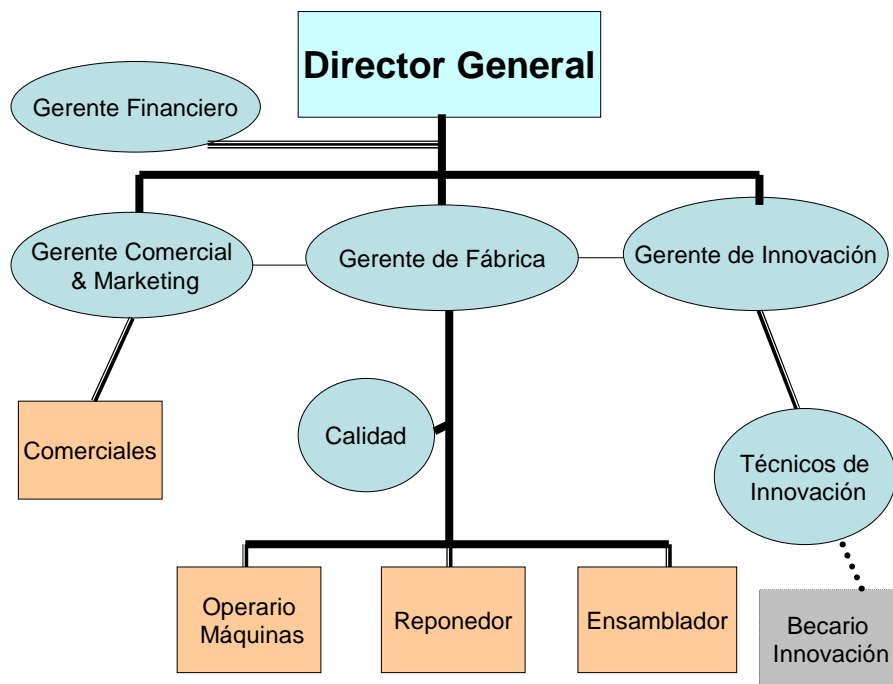 Director General
Gerente Financiero
Gerente Comercial
& Marketing
Gerente de Fábrica
Gerente de Innovación
Comerciales
Calidad
Técnicos de
Innovación
Operario
Máquinas
Reponedor
Ensamblador
Becario
Innovación